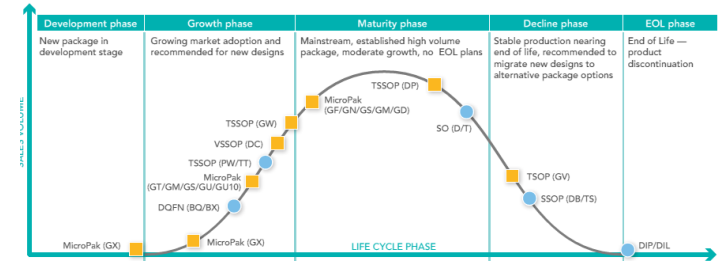 Development phase
Growth phase
Maturity phase
Decline phase
EOL phase
New package in
development stage
Growing market adoption and
recommended for new designs
Mainstream, established high volume
package, moderate growth, no EOL plans
Stable production nearing
end of life, recommended to
migrate new designs to
alternative package options
End of Life —
product
discontinuation
SALES VOLUME
TSSOP (DP)
MicroPak
(GF/GN/GS/GM/GD)
TSSOP (GW)
SO (D/T)
VSSOP (DC)
TSSOP (PW/TT)
MicroPak
(GT/GM/GS/GU/GU10)
TSOP (GV)
DQFN (BQ/BX)
SSOP (DB/TS)
MicroPak (GX)
MicroPak (GX)
LIFE CYCLE PHASE
DIP/DIL